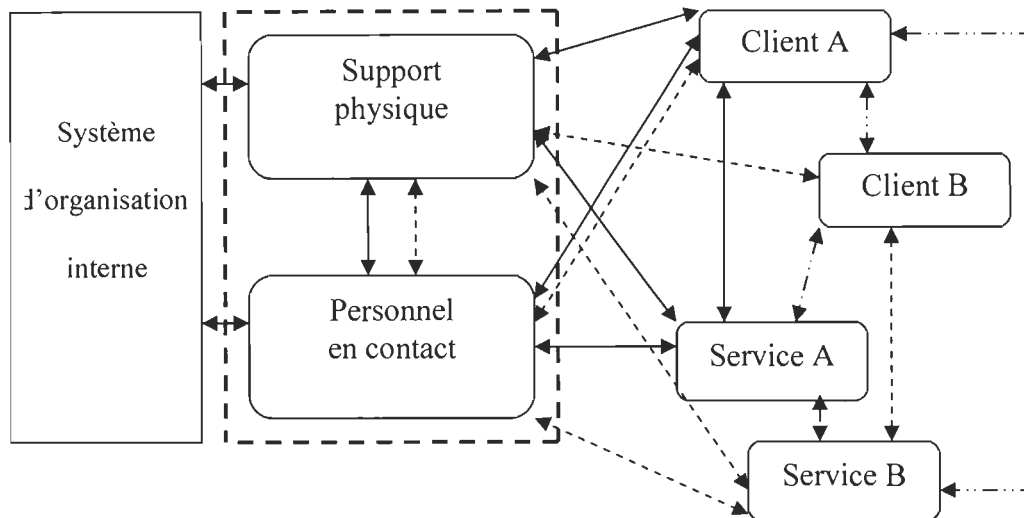 Système
d'organisation
interne
Support
physique
Personnel
en contact
Client A
Client B
Service A
Service B